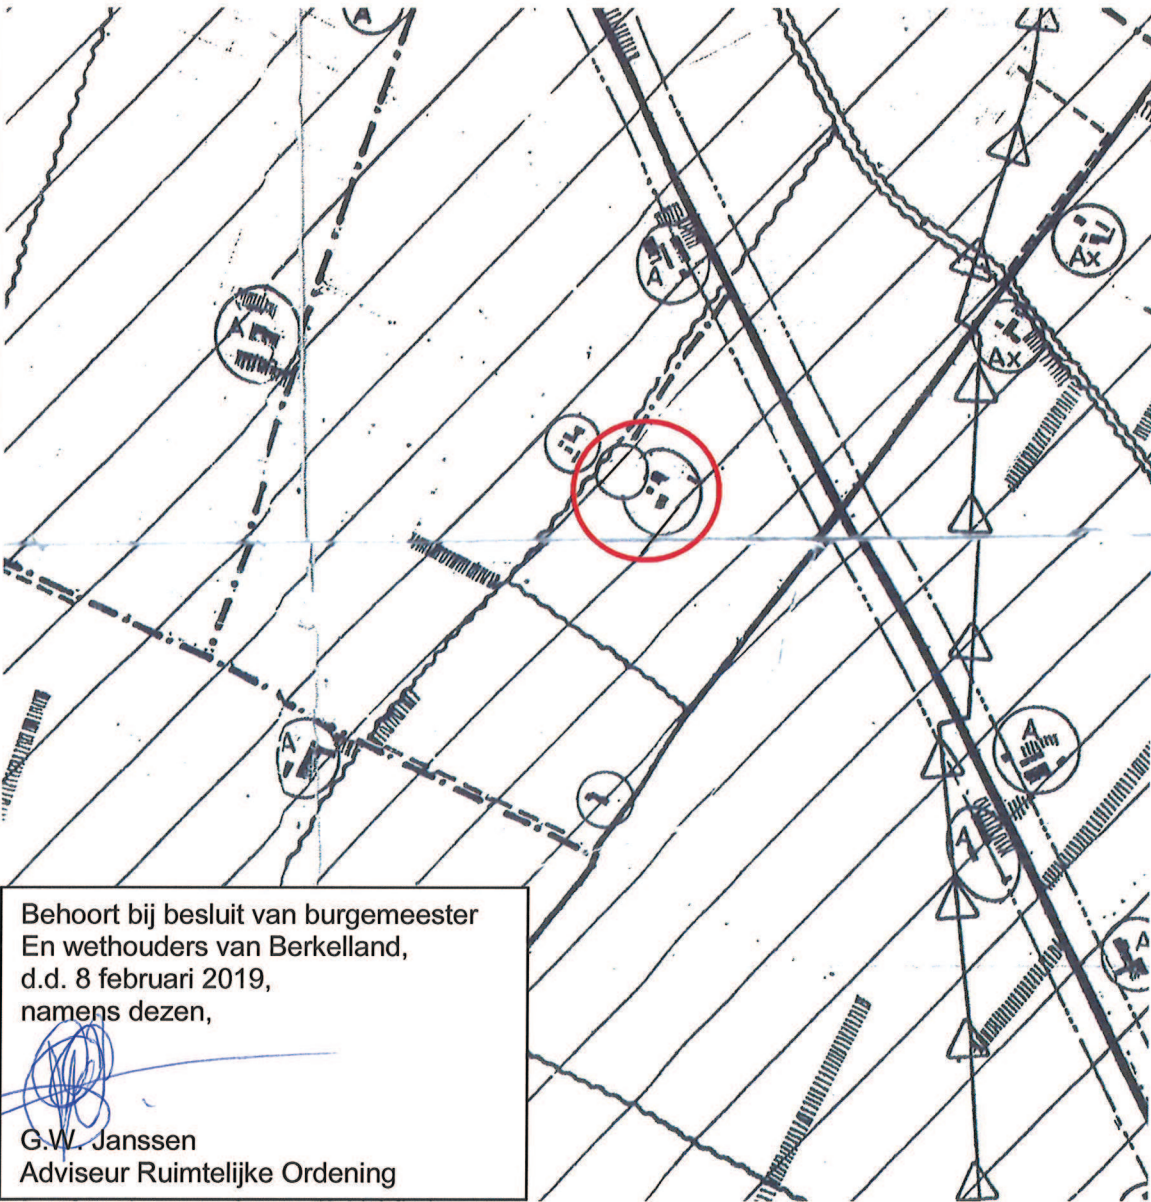 A
Ax
A
A
Ax
A
A
A
A
Behoort bij besluit van burgemeester
En wethouders van Berkelland,
d.d. 8 februari 2019,
namens dezen,
G.W. Janssen
Adviseur Ruimtelijke Ordening